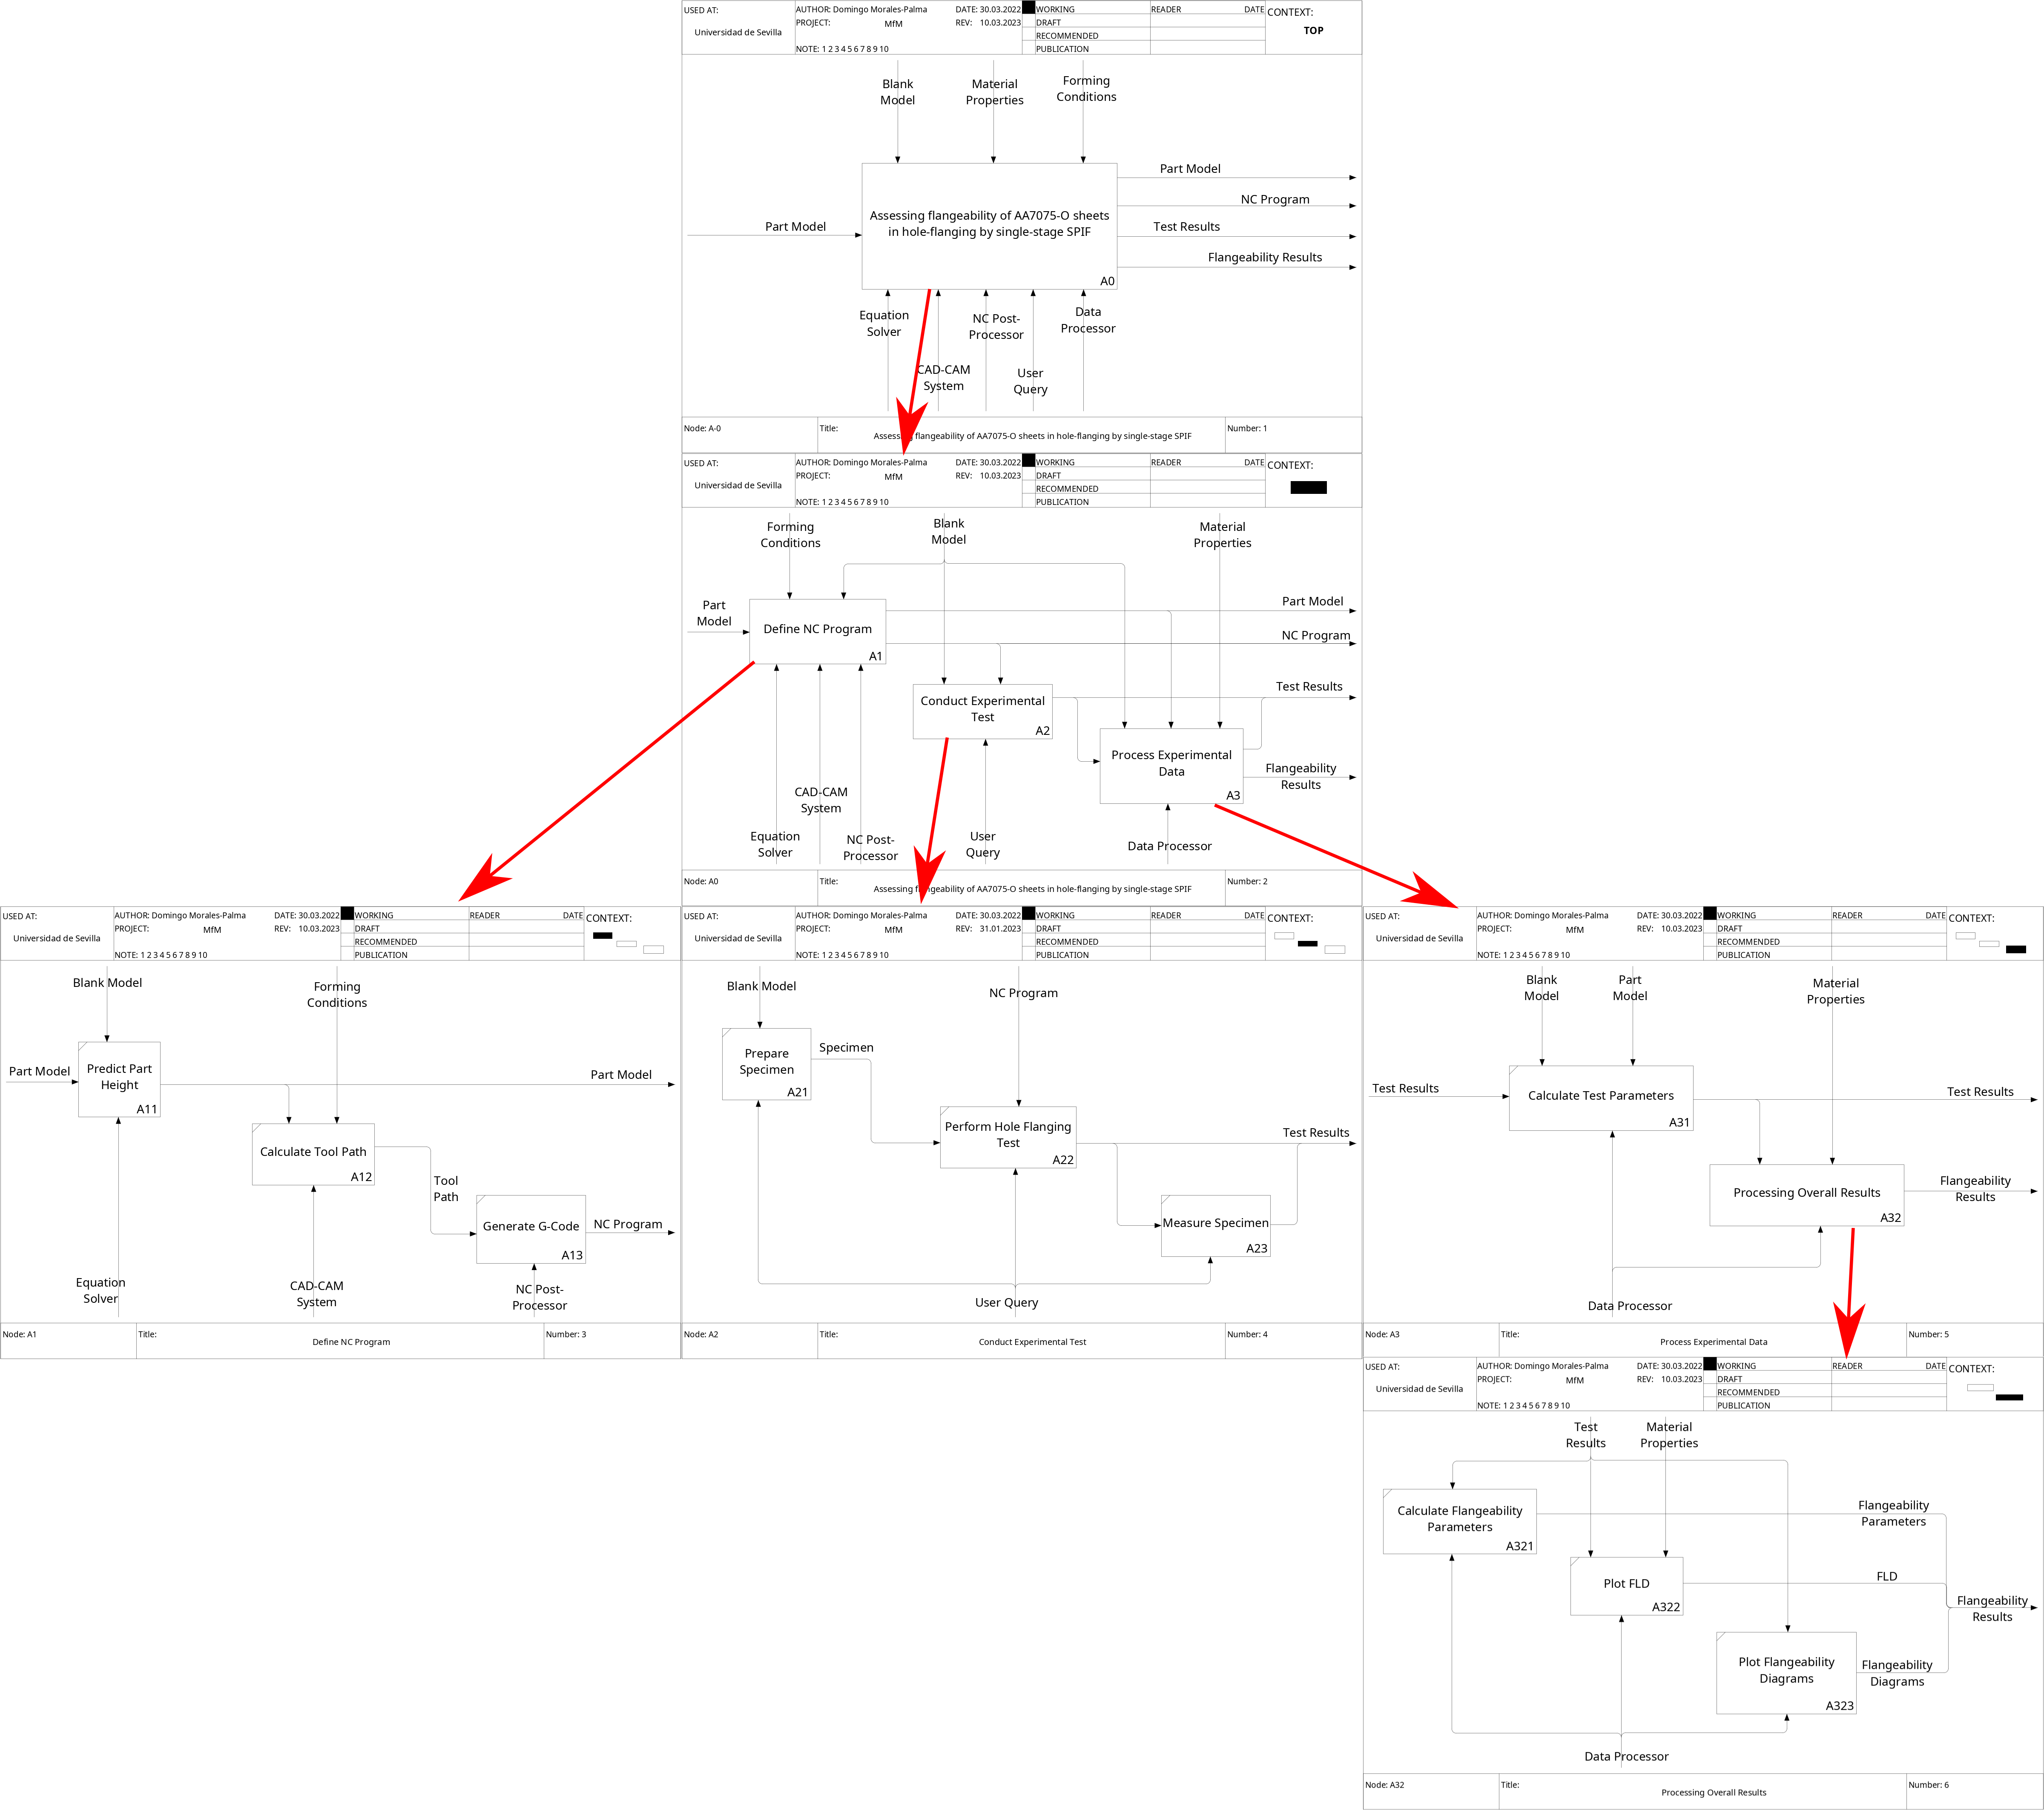 USED AT:
Universidad de Sevilla
AUTHOR: Domingo Morales-Palma
DATE: 30.03.2022
PROJECT:
MfM
REV: 10.03.2023
NOTE: 1 2 3 4 5 6 7 8 9 10
WORKING
DRAFT
RECOMMENDED
PUBLICATION
READER
DATE
CONTEXT:
TOP
Blank
Model
Material
Properties
Forming
Conditions
Part Model
Assessing flangeability of AA7075-O sheets
in hole-flanging by single-stage SPIF
A0
Part Model
NC Program
Test Results
Flangeability Results
Equation
Solver
CAD-CAM
System
NC Post-
Processor
User
Query
Data
Processor
Node: A-0
Title:
Assessing flangeability of AA7075-O sheets in hole-flanging by single-stage SPIF
Number: 1
USED AT:
Universidad de Sevilla
AUTHOR: Domingo Morales-Palma
DATE: 30.03.2022
PROJECT:
MfM
REV: 10.03.2023
NOTE: 1 2 3 4 5 6 7 8 9 10
WORKING
DRAFT
RECOMMENDED
PUBLICATION
READER
DATE
CONTEXT:
Forming
Conditions
Blank
Model
Material
Properties
Part
Model
Define NC Program
A1
Part Model
NC Program
Conduct Experimental
Test
A2
Test Results
Process Experimental
Data
A3
Flangeability
Results
Equation
Solver
CAD-CAM
System
NC Post-
Processor
User
Query
Data Processor
Node: A0
Title:
Assessing flangeability of AA7075-O sheets in hole-flanging by single-stage SPIF
Number: 2
USED AT:
Universidad de Sevilla
AUTHOR: Domingo Morales-Palma
DATE: 30.03.2022
PROJECT:
MfM
REV: 10.03.2023
NOTE: 1 2 3 4 5 6 7 8 9 10
WORKING
DRAFT
RECOMMENDED
PUBLICATION
READER
DATE
CONTEXT:
Blank Model
Forming
Conditions
Part Model
Predict Part
Height
A11
Part Model
Calculate Tool Path
A12
Tool
Path
Generate G-Code
A13
NC Program
Equation
Solver
CAD-CAM
System
NC Post-
Processor
Node: A1
Title:
Define NC Program
Number: 3
USED AT:
Universidad de Sevilla
AUTHOR: Domingo Morales-Palma
DATE: 30.03.2022
PROJECT:
MfM
REV: 31.01.2023
NOTE: 1 2 3 4 5 6 7 8 9 10
WORKING
DRAFT
RECOMMENDED
PUBLICATION
READER
DATE
CONTEXT:
Blank Model
NC Program
Prepare
Specimen
A21
Specimen
Perform Hole Flanging
Test
A22
Test Results
Measure Specimen
A23
User Query
Node: A2
Title:
Conduct Experimental Test
Number: 4
USED AT:
Universidad de Sevilla
AUTHOR: Domingo Morales-Palma
DATE: 30.03.2022
PROJECT:
MfM
REV: 10.03.2023
NOTE: 1 2 3 4 5 6 7 8 9 10
WORKING
DRAFT
RECOMMENDED
PUBLICATION
READER
DATE
CONTEXT:
Blank
Model
Part
Model
Material
Properties
Test Results
Calculate Test Parameters
A31
Test Results
Processing Overall Results
A32
Flangeability
Results
Data Processor
Node: A3
Title:
Process Experimental Data
Number: 5
USED AT:
Universidad de Sevilla
AUTHOR: Domingo Morales-Palma
DATE: 30.03.2022
PROJECT:
MfM
REV: 10.03.2023
NOTE: 1 2 3 4 5 6 7 8 9 10
WORKING
DRAFT
RECOMMENDED
PUBLICATION
READER
DATE
CONTEXT:
Test
Results
Material
Properties
Calculate Flangeability
Parameters
A321
Flangeability
Parameters
Plot FLD
A322
FLD
Flangeability
Results
Plot Flangeability
Diagrams
A323
Flangeability
Diagrams
Data Processor
Node: A32
Title:
Processing Overall Results
Number: 6